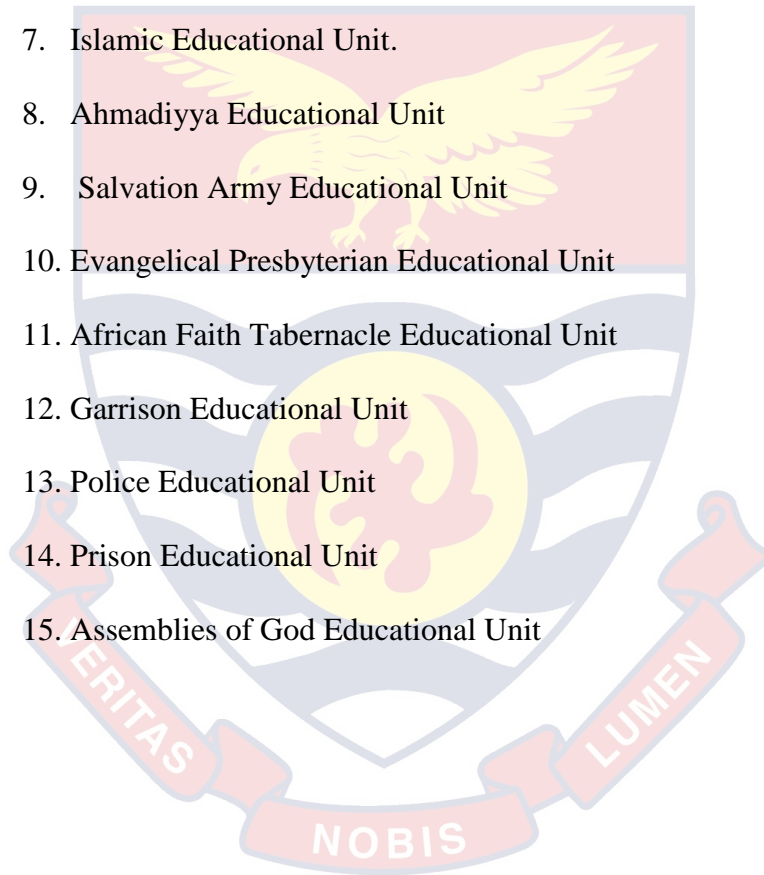 7. Islamic Educational Unit.
8. Ahmadiyya Educational Unit
9. Salvation Army Educational Unit
10. Evangelical Presbyterian Educational Unit
11. African Faith Tabernacle Educational Unit
12. Garrison Educational Unit
13. Police Educational Unit
14. Prison Educational Unit
15. Assemblies of God Educational Unit
VERITAS
NOBIS
LUMEN